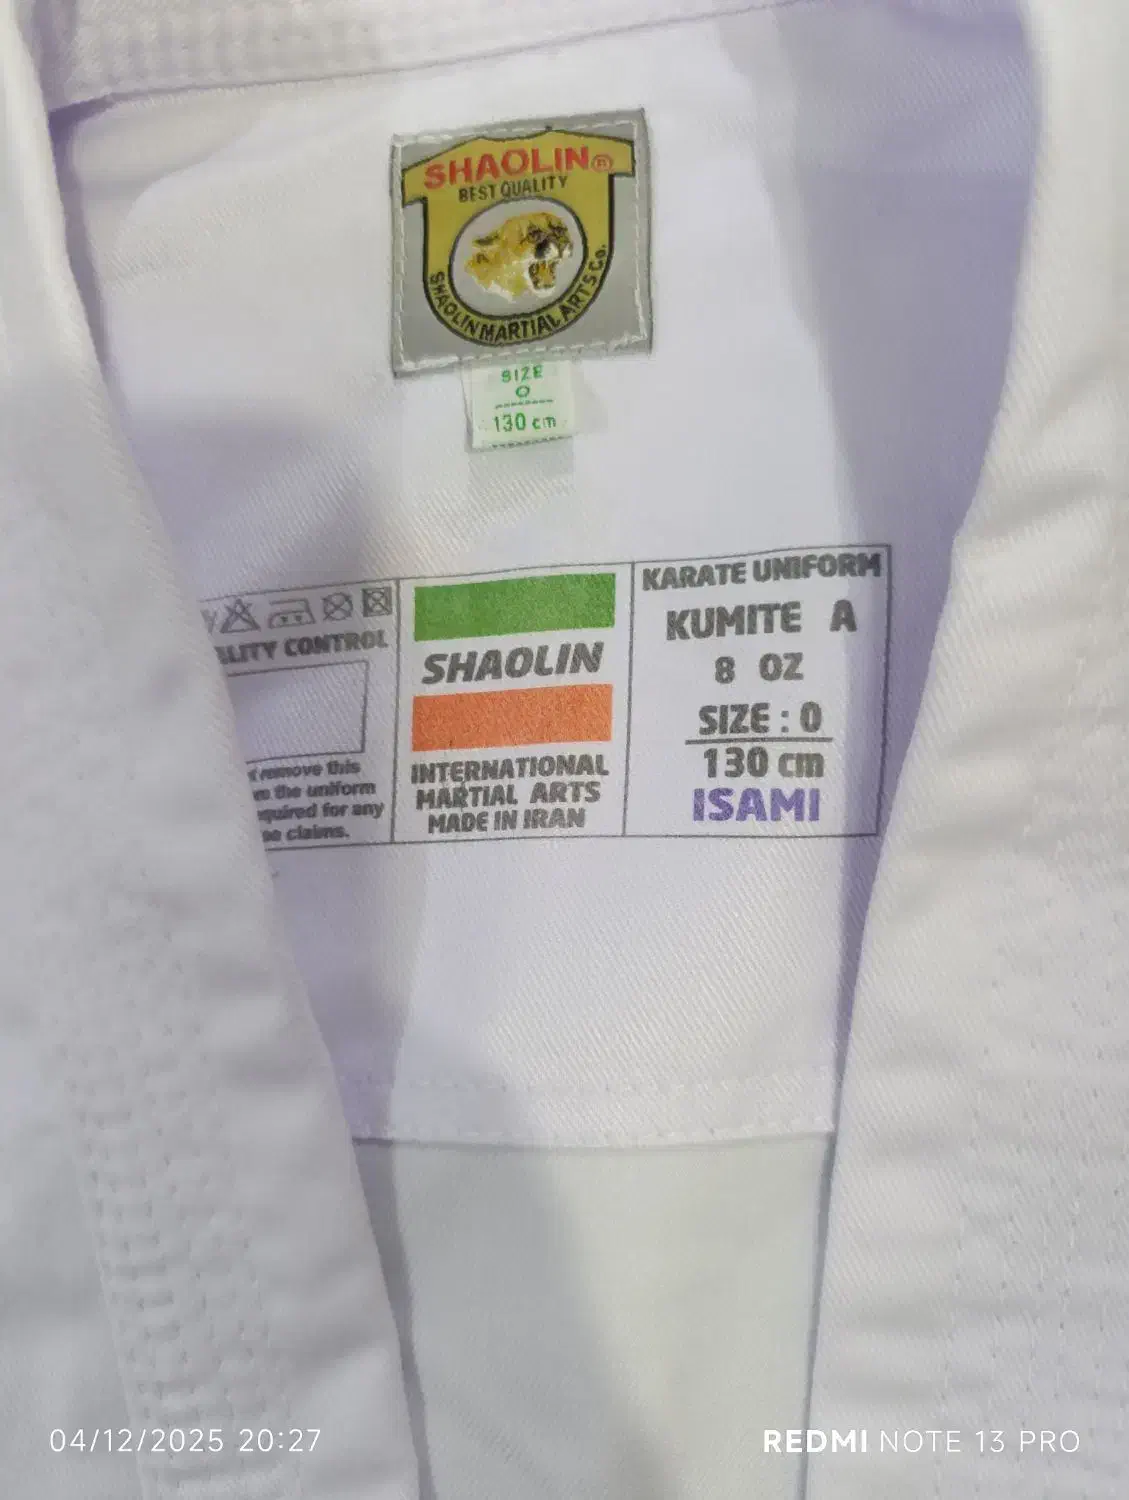 SHAOLIN®
BEST QUALITY
SHAOLIN MARTIAL ARTS Co.
SIZE
0
130 cm
CONTROL
remove this
the uniform
for any
claims.
SHAOLIN
INTERNATIONAL
MARTIAL ARTS
MADE IN IRAN
KARATE UNIFORM
KUMITE A
8 OZ
SIZE : 0
130 cm
ISAMI
04/12/2025 20:27
REDMI NOTE 13 PRO